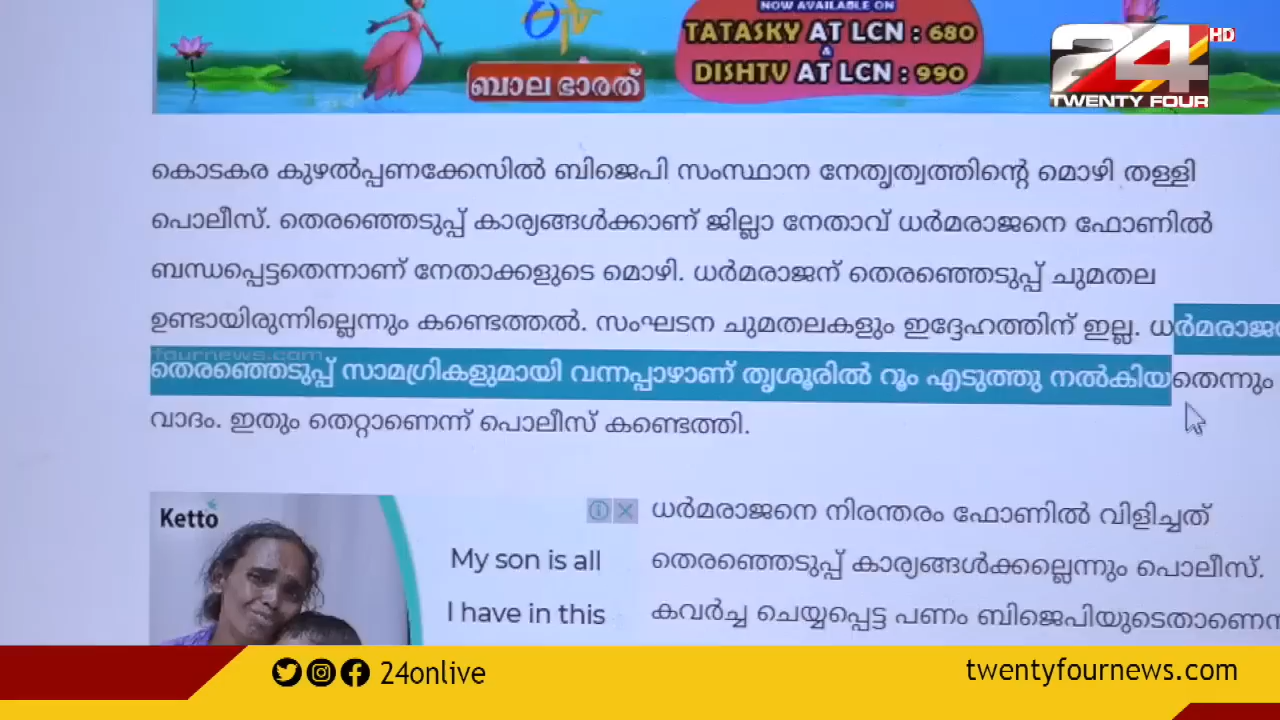 NOW AVAILABLE ON
ഠTV
TATASKY AT LCN : 680
&
DISHTV AT LCN : 990
ബാല ഭാരത്
24 HD
TWENTY FOUR
കൊടകര കുഴൽപ്പണക്കേസിൽ ബിജെപി സംസ്ഥാന നേതൃത്വത്തിന്റെ മൊഴി തള്ളി
പൊലീസ്. തെരഞ്ഞെടുപ്പ് കാര്യങ്ങൾക്കാണ് ജില്ലാ നേതാവ് ധർമരാജനെ ഫോണിൽ
ബന്ധപ്പെട്ടതെന്നാണ് നേതാക്കളുടെ മൊഴി. ധർമരാജന് തെരഞ്ഞെടുപ്പ് ചുമതല
ഉണ്ടായിരുന്നില്ലെന്നും കണ്ടെത്തൽ. സംഘടന ചുമതലകളും ഇദ്ദേഹത്തിന് ഇല്ല.
fournews.com
തെരഞ്ഞെടുപ്പ് സാമഗ്രികളുമായി വന്നപ്പോഴാണ് തൃശൂരിൽ റൂം എടുത്തു നൽകിയതെന്നും
വാദം. ഇതും തെറ്റാണെന്ന് പൊലീസ് കണ്ടെത്തി.
Ketto
My son is all
I have in this
ധർമരാജനെ നിരന്തരം ഫോണിൽ വിളിച്ചത്
തെരഞ്ഞെടുപ്പ് കാര്യങ്ങൾക്കല്ലെന്നും പൊലീസ്.
കവർച്ച ചെയ്യപ്പെട്ട പണം
24onlive
twentyfournews.com